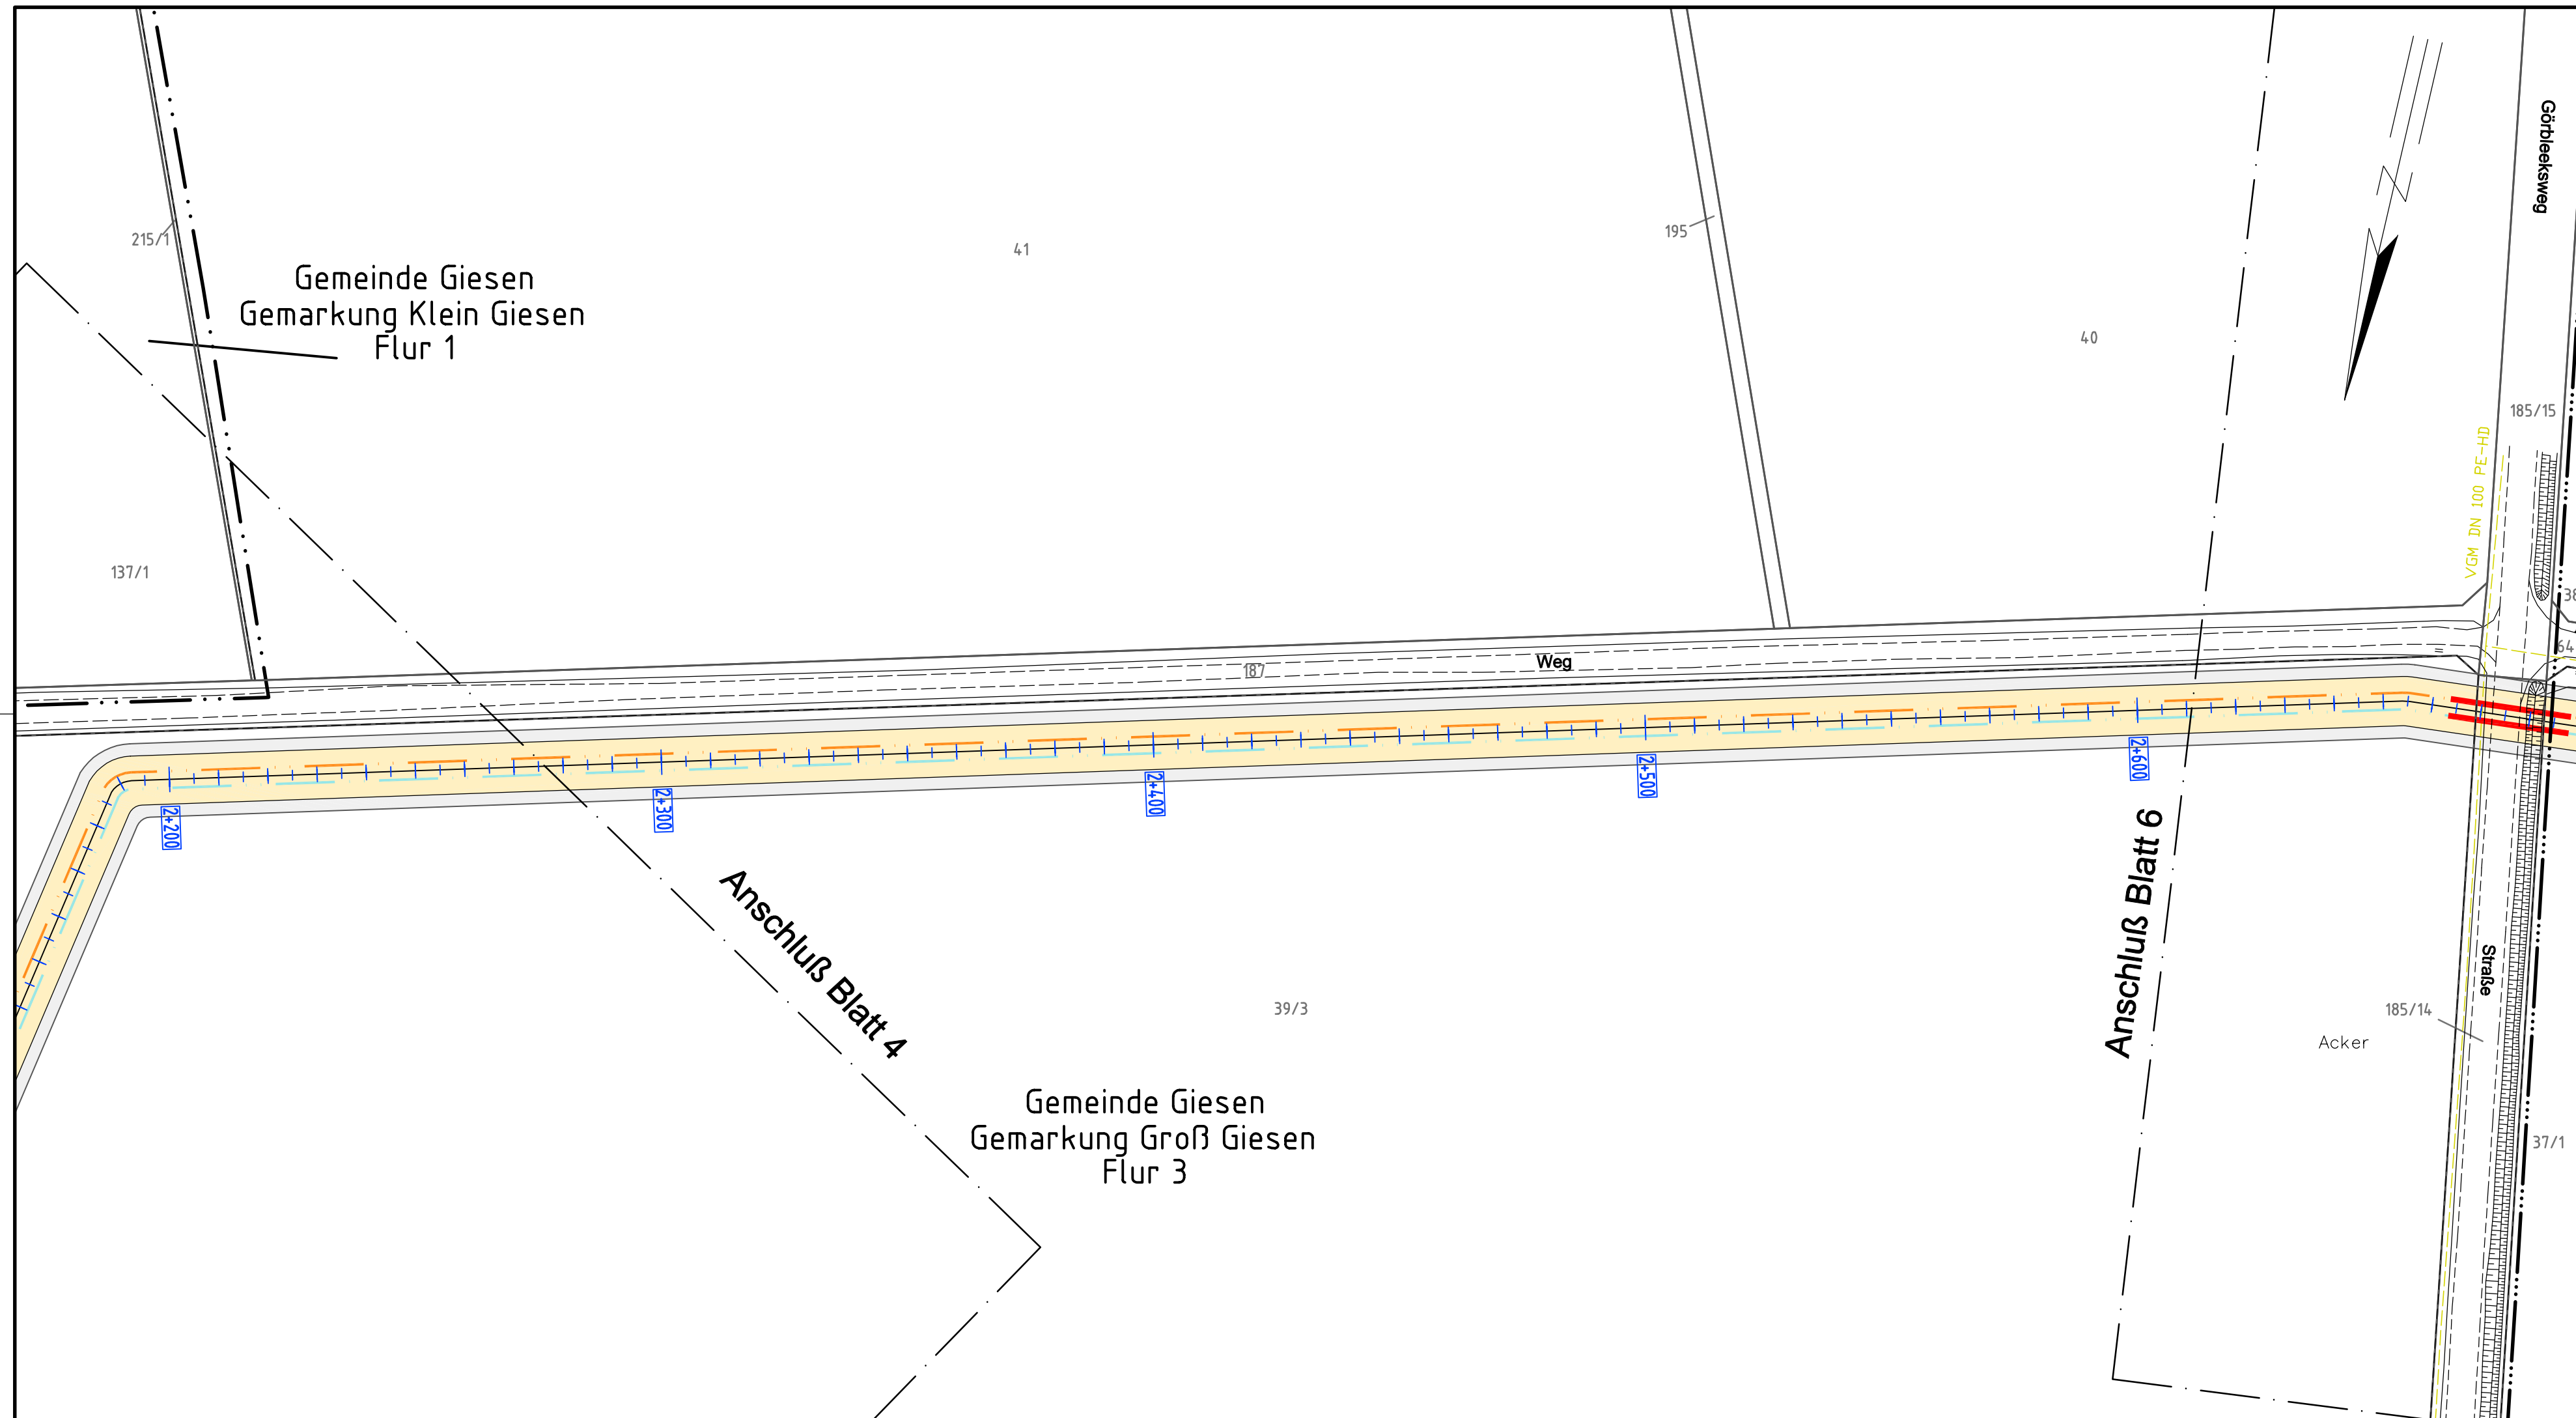 Görbleeksweg
215/1
41
195
Gemeinde Giesen
Gemarkung Klein Giesen
Flur 1
40
185/15
VGM DN 100 PE-HD
137/1
187
Weg
2+200
2+300
2+400
2+500
2+600
Anschluß Blatt 4
Anschluß Blatt 6
39/3
Straße
185/14
Acker
Gemeinde Giesen
Gemarkung Groß Giesen
Flur 3
37/1